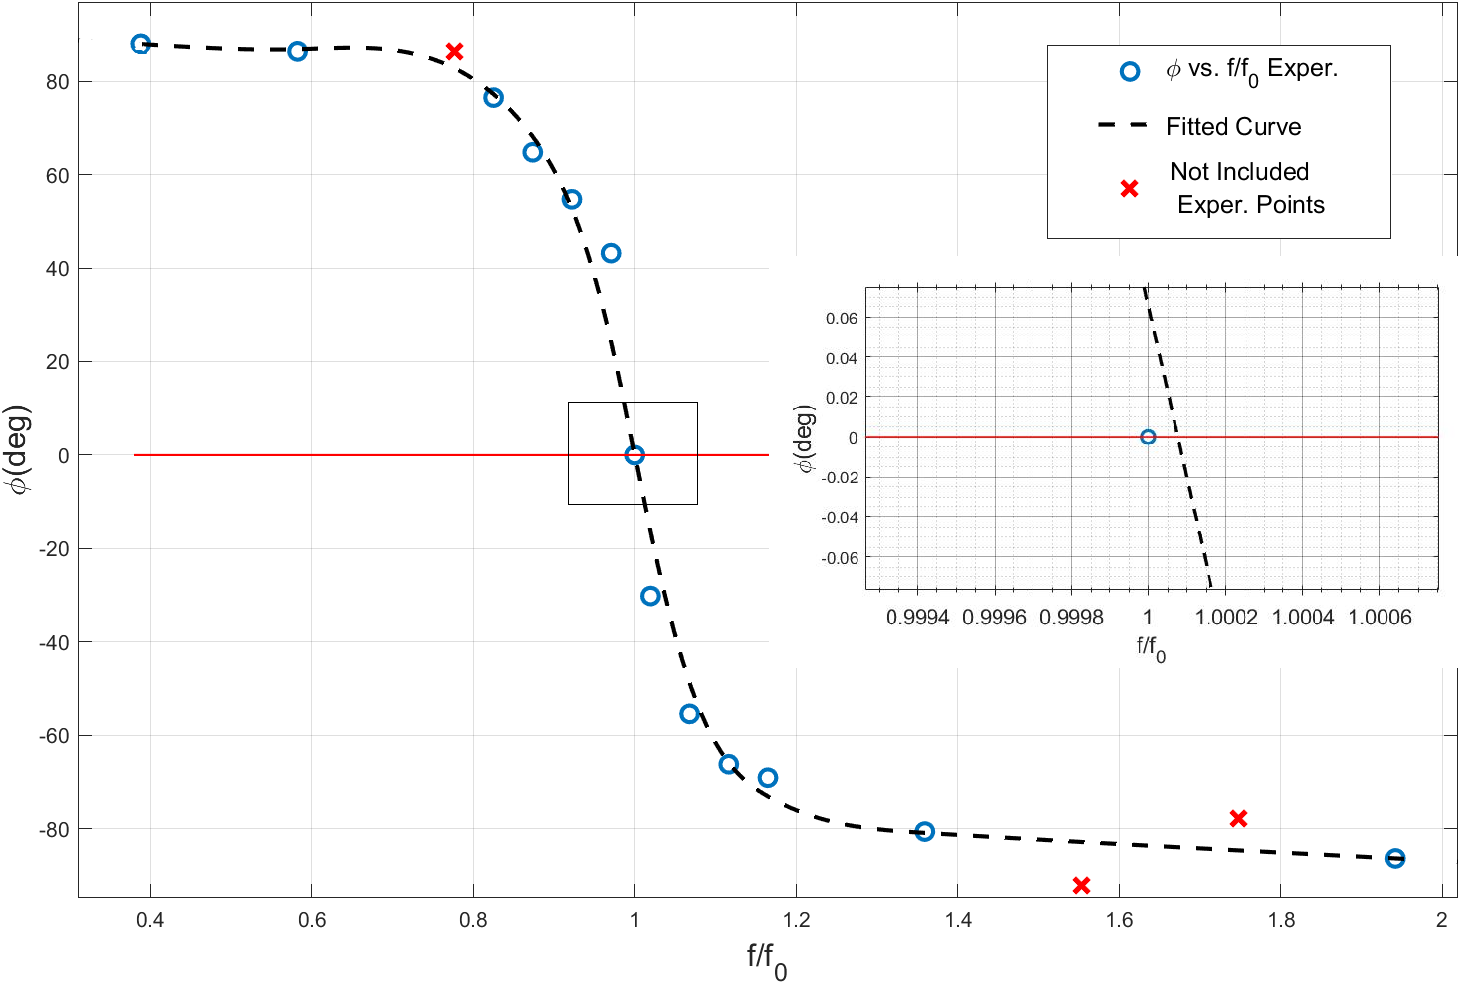 ϕ vs. f/f0 Exper.
Fitted Curve
Not Included
Exper. Points
80
60
40
20
0
-20
-40
-60
-80
ϕ(deg)
0.4 0.6 0.8 1 1.2 1.4 1.6 1.8 2
f/f0
0.06
0.04
0.02
0
-0.02
-0.04
-0.06
ϕ(deg)
0.9994 0.9996 0.9998 1 1.0002 1.0004 1.0006
f/f0